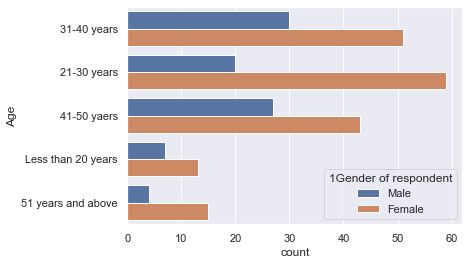 31-40 years
21-30 years
41-50 yaers
Less than 20 years
51 years and above
Age
1Gender of respondent
Male
Female
0 10 20 30 40 50 60
count